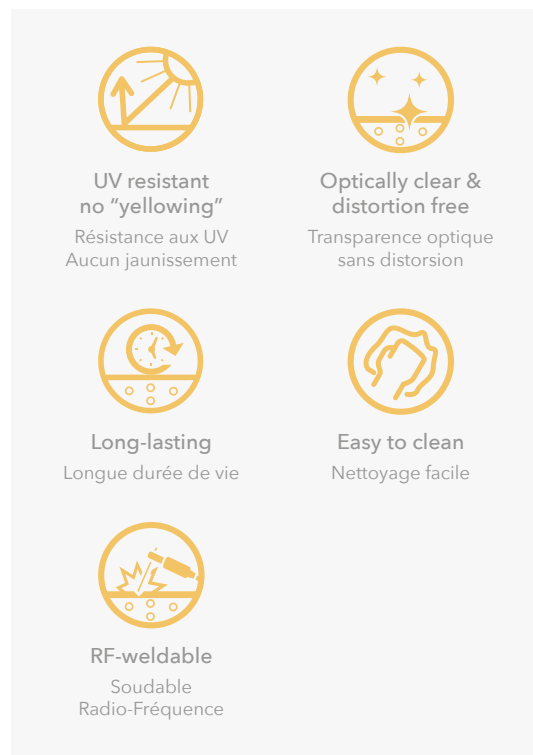 UV resistant
no “yellowing”
Résistance aux UV
Aucun jaunissement
Optically clear &
distortion free
Transparence optique
sans distorsion
Long-lasting
Longue durée de vie
Easy to clean
Nettoyage facile
RF-weldable
Soudable
Radio-Fréquence